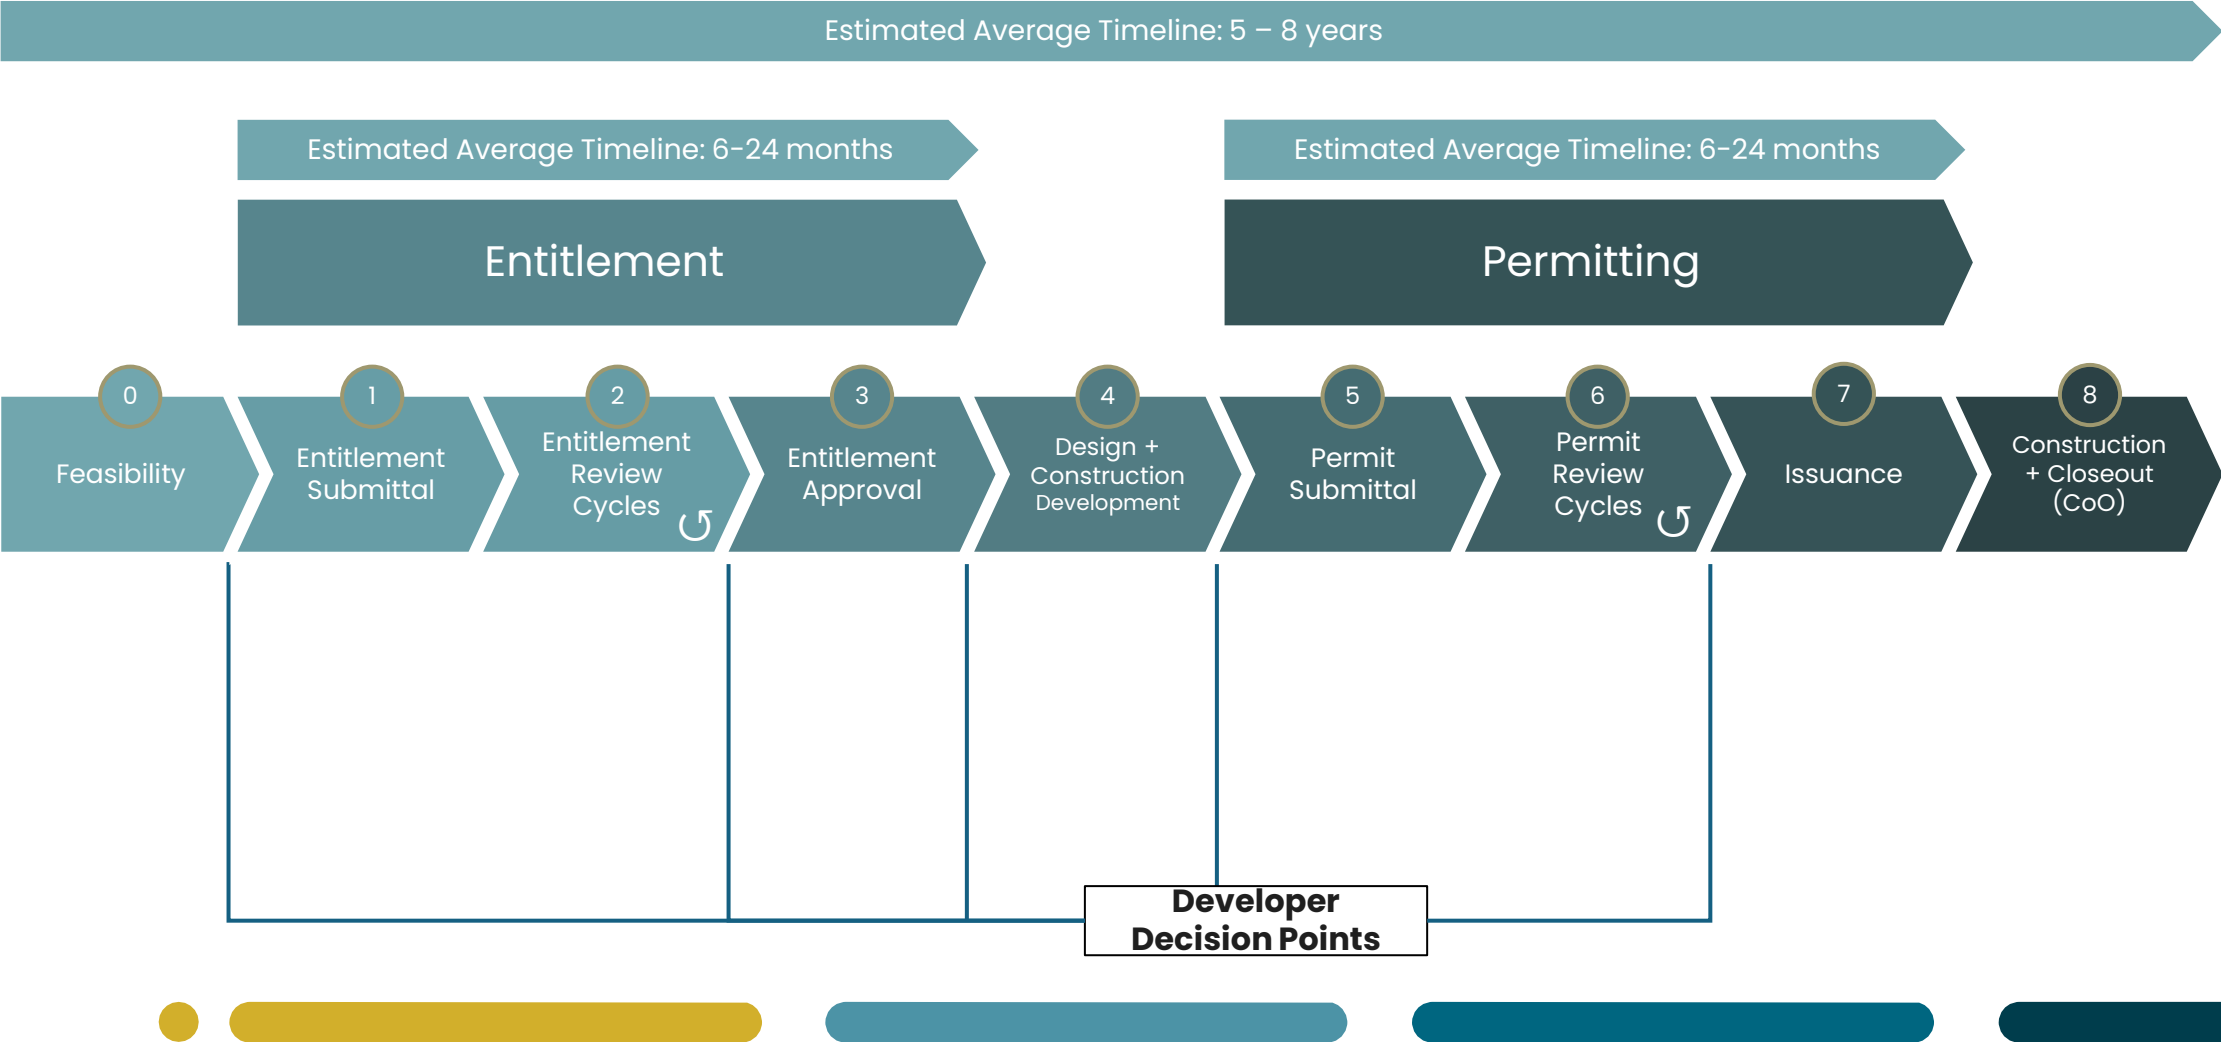 Estimated Average Timeline: 5 – 8 years
Estimated Average Timeline: 6-24 months
Estimated Average Timeline: 6-24 months
Entitlement
Permitting
0
Feasibility
1
Entitlement
Submittal
2
Entitlement
Review
Cycles
3
Entitlement
Approval
4
Design +
Construction
Development
5
Permit
Submittal
6
Permit
Review
Cycles
7
Issuance
8
Construction
+ Closeout
(CoO)
Developer
Decision Points